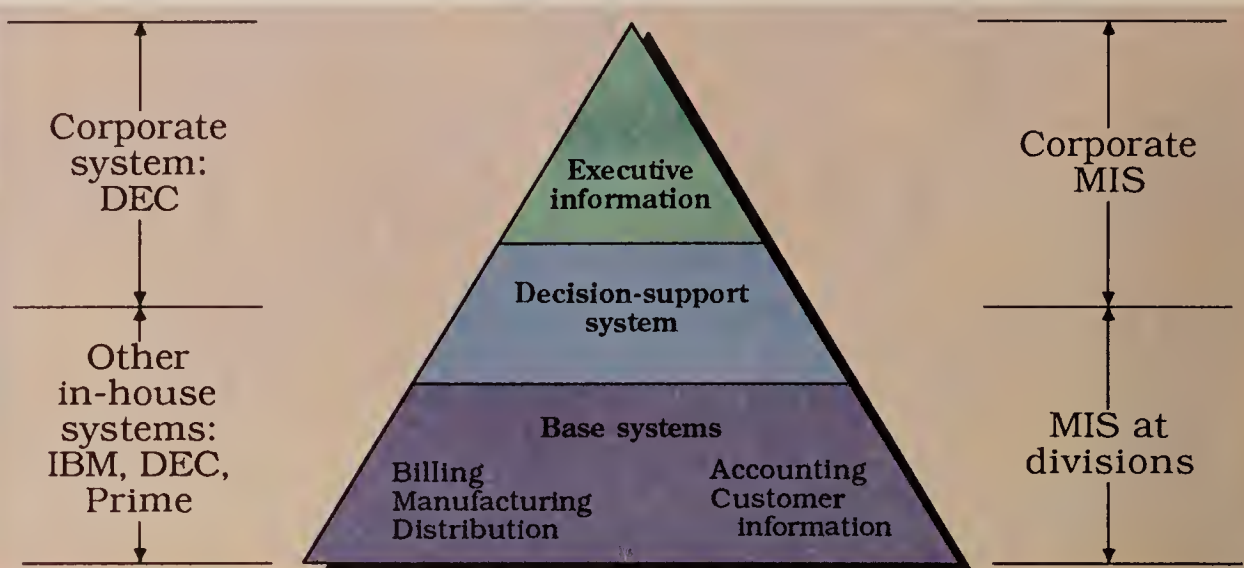 Corporate
system:
DEC
Other
in-house
systems:
IBM, DEC,
Prime
Executive
information
Decision-support
system
Base systems
Billing
Manufacturing
Distribution
Accounting
Customer
information
Corporate
MIS
MIS at
divisions